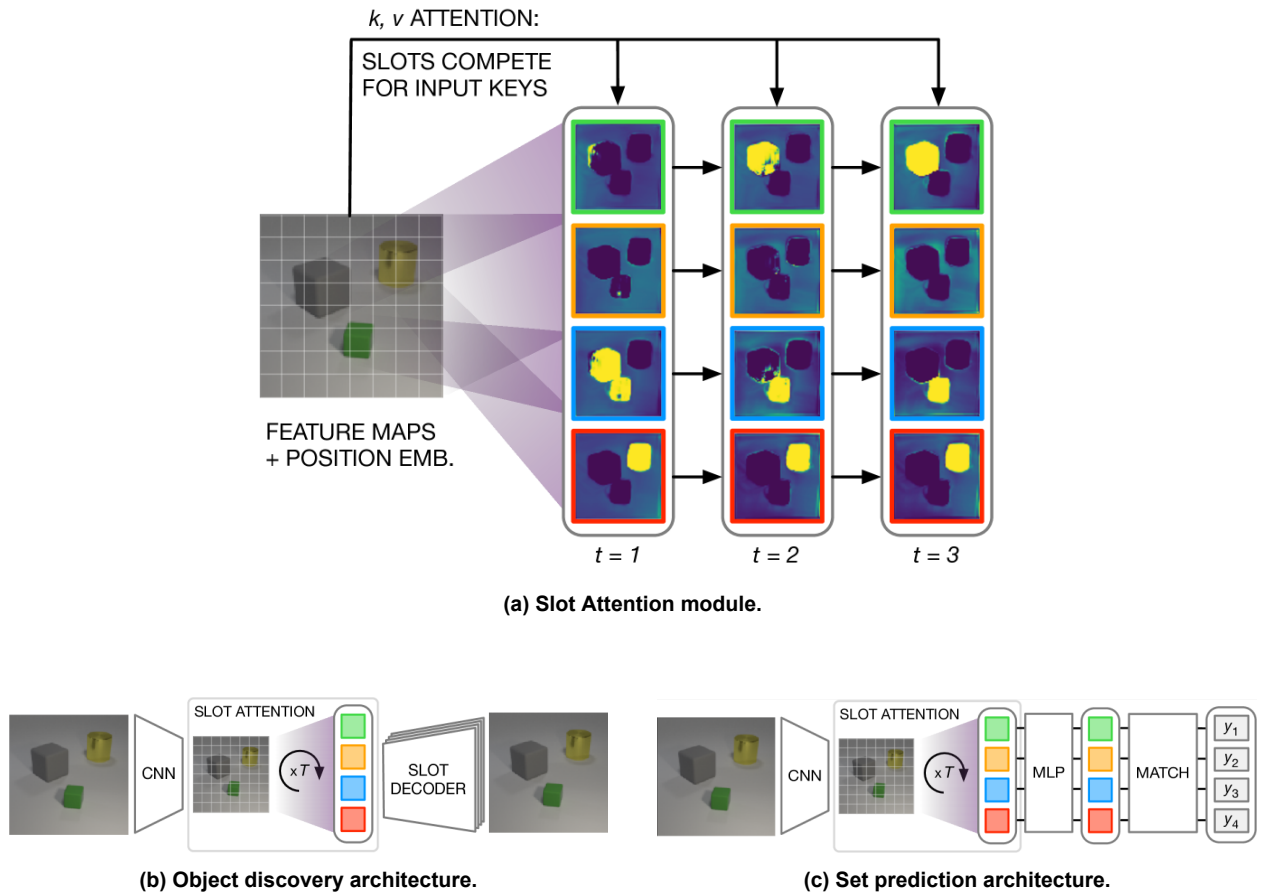 k, v ATTENTION:
SLOTS COMPETE
FOR INPUT KEYS
FEATURE MAPS
+ POSITION EMB.
t = 1
t = 2
t = 3
(a) Slot Attention module.
CNN
SLOT ATTENTION
x T
SLOT
DECODER
(b) Object discovery architecture.
CNN
SLOT ATTENTION
x T
MLP
MATCH
y1
y2
y3
y4
(c) Set prediction architecture.